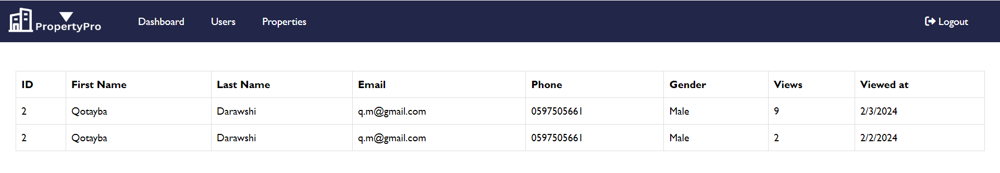 PropertyPro Dashboard Users Properties Logout
ID First Name Last Name Email Phone Gender Views Viewed at
2 Qotayba Darawshi q.m@gmail.com 0597505661 Male 9 2/3/2024
2 Qotayba Darawshi q.m@gmail.com 0597505661 Male 2 2/2/2024